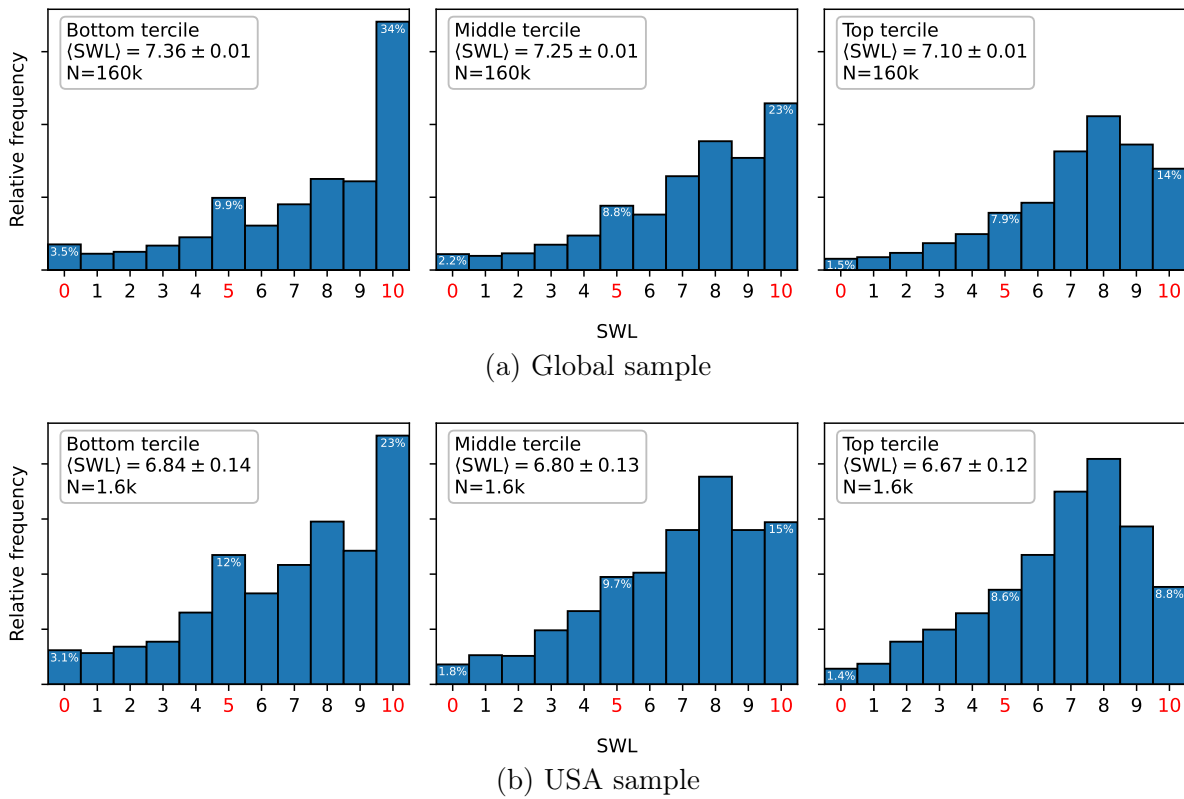 Relative frequency
Bottom tercile
⟨SWL⟩ = 7.36 ± 0.01
N=160k
3.5%
9.9%
34%
0 1 2 3 4 5 6 7 8 9 10
Middle tercile
⟨SWL⟩ = 7.25 ± 0.01
N=160k
2.2%
8.8%
23%
0 1 2 3 4 5 6 7 8 9 10
Top tercile
⟨SWL⟩ = 7.10 ± 0.01
N=160k
1.5%
7.9%
14%
0 1 2 3 4 5 6 7 8 9 10
SWL
(a) Global sample
Relative frequency
Bottom tercile
⟨SWL⟩ = 6.84 ± 0.14
N=1.6k
3.1%
12%
23%
0 1 2 3 4 5 6 7 8 9 10
Middle tercile
⟨SWL⟩ = 6.80 ± 0.13
N=1.6k
1.8%
9.7%
15%
0 1 2 3 4 5 6 7 8 9 10
Top tercile
⟨SWL⟩ = 6.67 ± 0.12
N=1.6k
1.4%
8.6%
8.8%
0 1 2 3 4 5 6 7 8 9 10
SWL
(b) USA sample